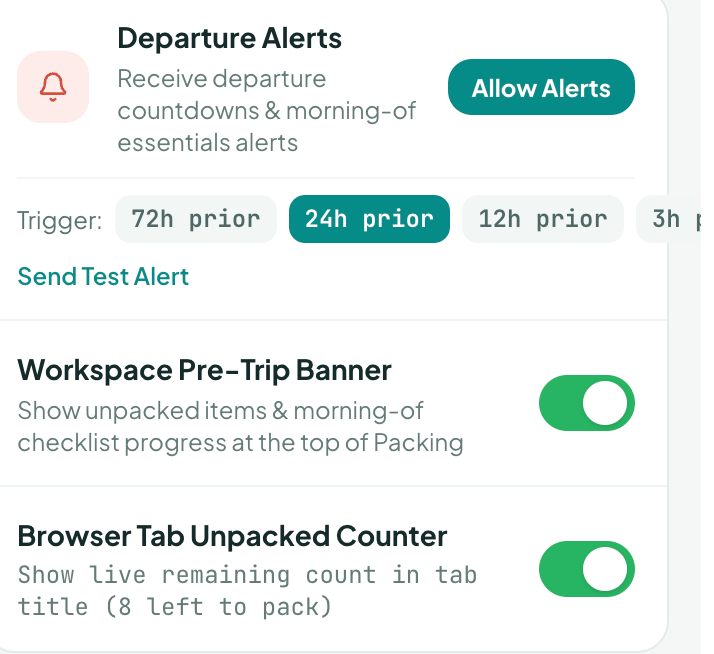 Departure Alerts
Receive departure
countdowns & morning-of
essentials alerts
Allow Alerts
Trigger: 72h prior 24h prior 12h prior 3h
Send Test Alert
Workspace Pre-Trip Banner
Show unpacked items & morning-of
checklist progress at the top of Packing
Browser Tab Unpacked Counter
Show live remaining count in tab
title (8 left to pack)